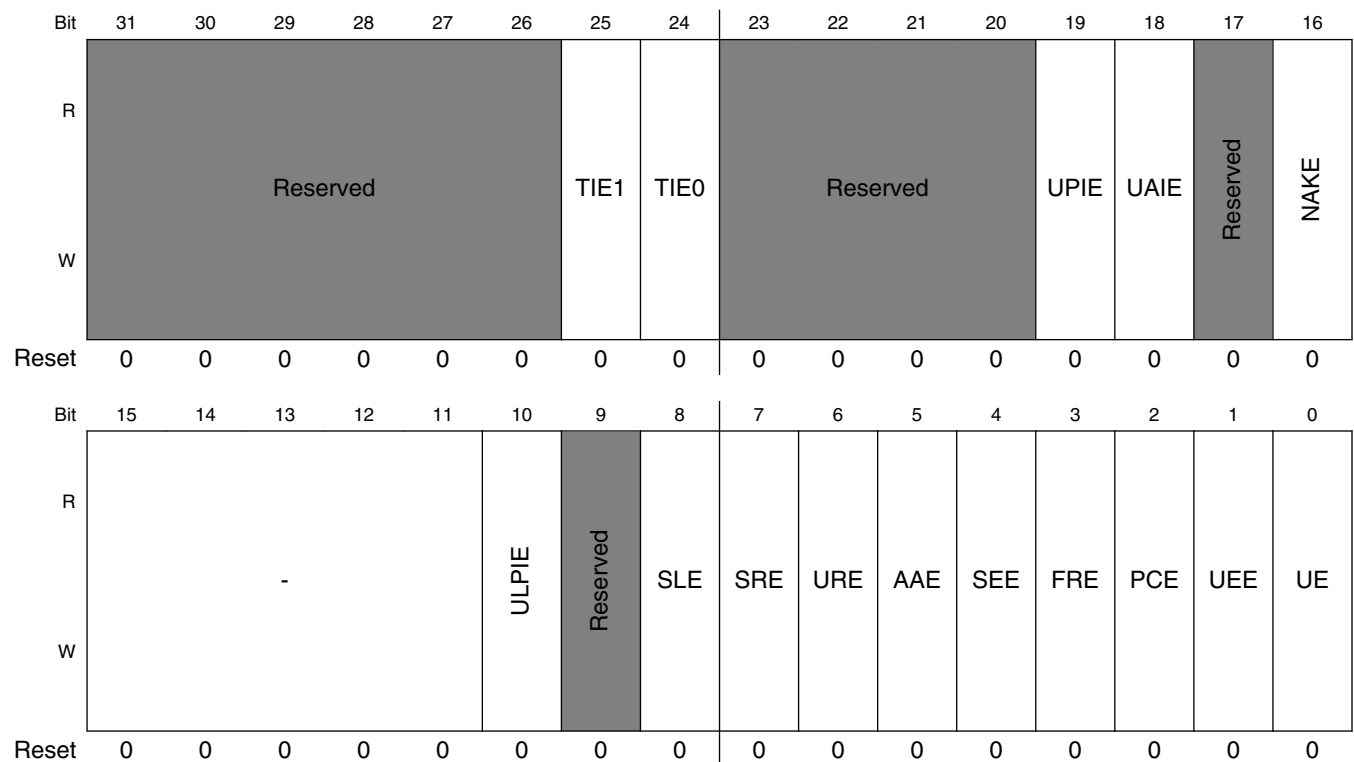 Bit 31 30 29 28 27 26 25 24 23 22 21 20 19 18 17 16
R
Reserved TIE1 TIE0 Reserved UPIE UAIE Reserved NAKE
W
Reset 0 0 0 0 0 0 0 0 0 0 0 0 0 0 0 0
Bit 15 14 13 12 11 10 9 8 7 6 5 4 3 2 1 0
R
- ULPIE Reserved SLE SRE URE AAE SEE FRE PCE UEE UE
W
Reset 0 0 0 0 0 0 0 0 0 0 0 0 0 0 0 0